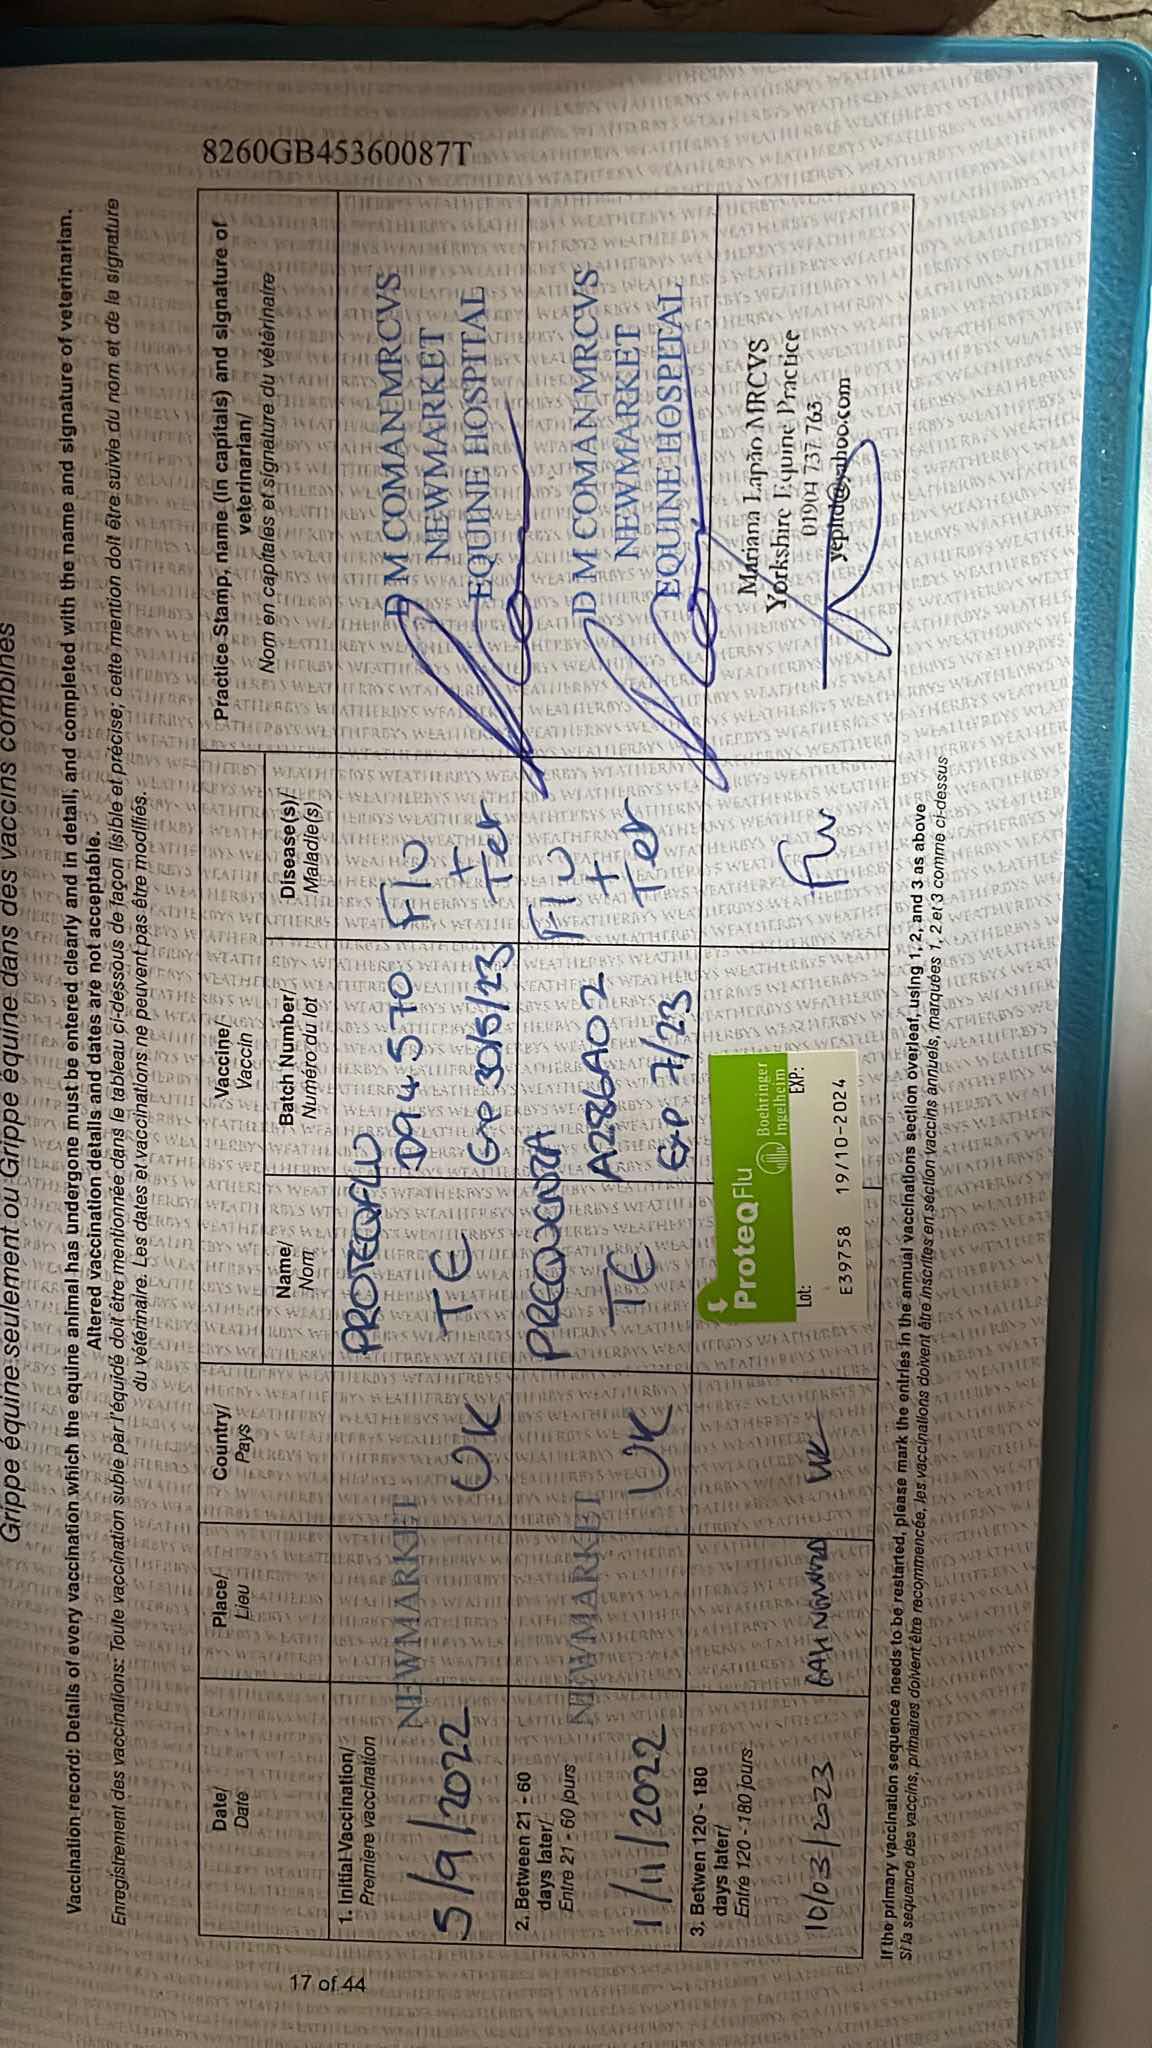 Grippe équine seulement ou Grippe équine dans des vaccins combinés
Vaccination record: Details of every vaccination which the equine animal has undergone must be entered clearly and in detail, and completed with the name and signature of veterinarian.
Altered vaccination details and dates are not acceptable.
Enregistrement des vaccinations: Toute vaccination subie par l'équidé doit être mentionnée dans le tableau ci-dessous de façon lisible et précise; cette mention doit être suivie du nom et de la signature
du vétérinaire. Les dates et vaccinations ne peuvent pas être modifiés.
8260GB45360087T
Date/
Date
Place/
Lieu
Country/
Pays
Vaccine/
Vaccin
Name/
Nom
Batch Number/
Numéro du lot
Disease(s)/
Maladie(s)
Practice Stamp, name (in capitals) and signature of
veterinarian/
Nom en capitales et signature du vétérinaire
1. Initial Vaccination/
Premiere vaccination
5/9/2022
NEWMARKET
UK
PROTEQFLU
TE
D94570
Exp 30/5/23
Flu
+
Tet
D M COMAN MRCVS
NEWMARKET
EQUINE HOSPITAL
2. Between 21 - 60
days later/
Entre 21 - 60 jours
1/11/2022
NEWMARKET
UK
PREQUENZA
TE
A286A02
Exp 7/23
Flu
+
Tet
D M COMAN MRCVS
NEWMARKET
EQUINE HOSPITAL
3. Betwen 120 - 180
days later/
Entre 120 - 180 jours
10/03/2023
UK
ProteqFlu
Boehringer
Ingelheim
Lot:
EXP:
E39758 19/10-2024
Flu
Mariana Lapão MRCVS
Yorkshire Equine Practice
01904 737 763
yepltd@yahoo.com
If the primary vaccination sequence needs to be restarted, please mark the entries in the annual vaccinations section overleaf, using 1, 2, and 3 as above
Si la sequence des vaccins, primaires doivent être recommencée, les vaccinations doivent être inscrites en section vaccins annuels, marquées 1, 2 et 3 comme ci-dessus
17 of 44